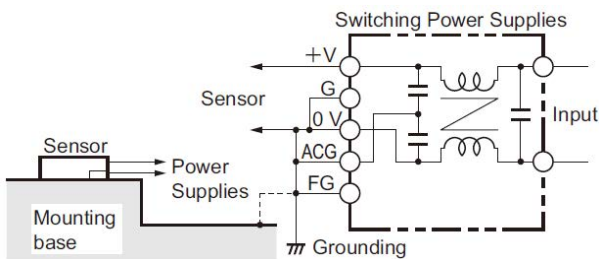 Switching Power Supplies
+V
G
Sensor
0 V
Input
ACG
Sensor
Power
Supplies
FG
Mounting
base
Grounding